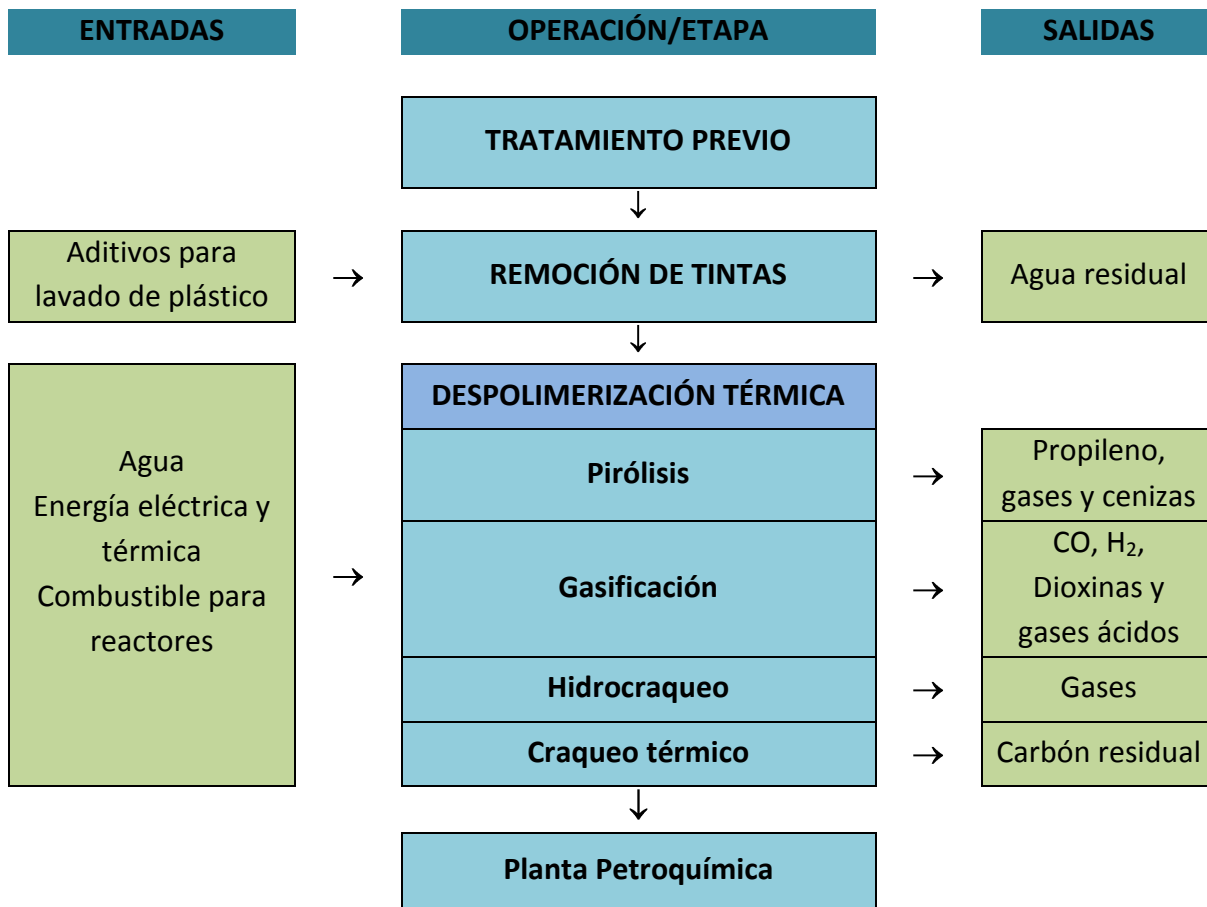 ENTRADAS
OPERACIÓN/ETAPA
SALIDAS
TRATAMIENTO PREVIO
↓
Aditivos para
lavado de plástico
→
REMOCIÓN DE TINTAS
→
Agua residual
↓
Agua
Energía eléctrica y
térmica
Combustible para
reactores
→
DESPOLIMERIZACIÓN TÉRMICA
Pirólisis
→
Propileno,
gases y cenizas
Gasificación
→
CO, H₂,
Dioxinas y
gases ácidos
Hidrocraqueo
→
Gases
Craqueo térmico
→
Carbón residual
↓
Planta Petroquímica